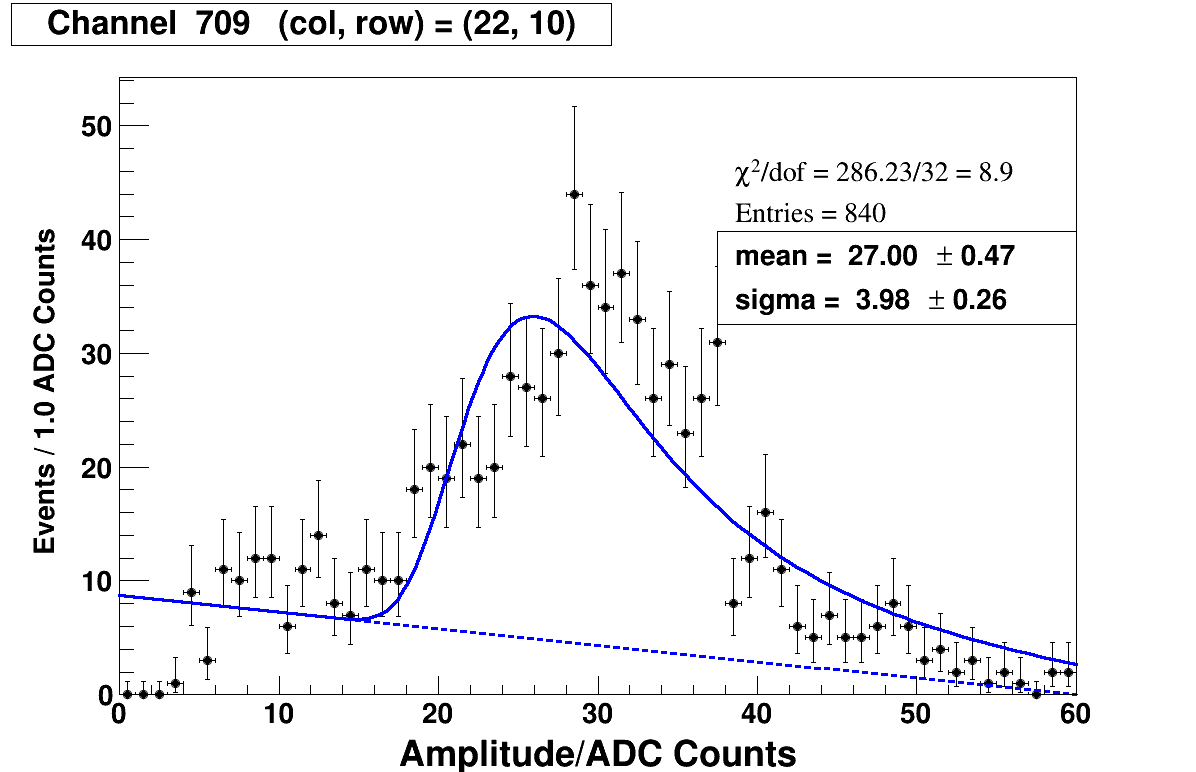 Channel 709 (col, row) = (22, 10)
χ²/dof = 286.23/32 = 8.9
Entries = 840
mean = 27.00 ± 0.47
sigma = 3.98 ± 0.26
Events / 1.0 ADC Counts
50
40
30
20
10
0
0 10 20 30 40 50 60
Amplitude/ADC Counts